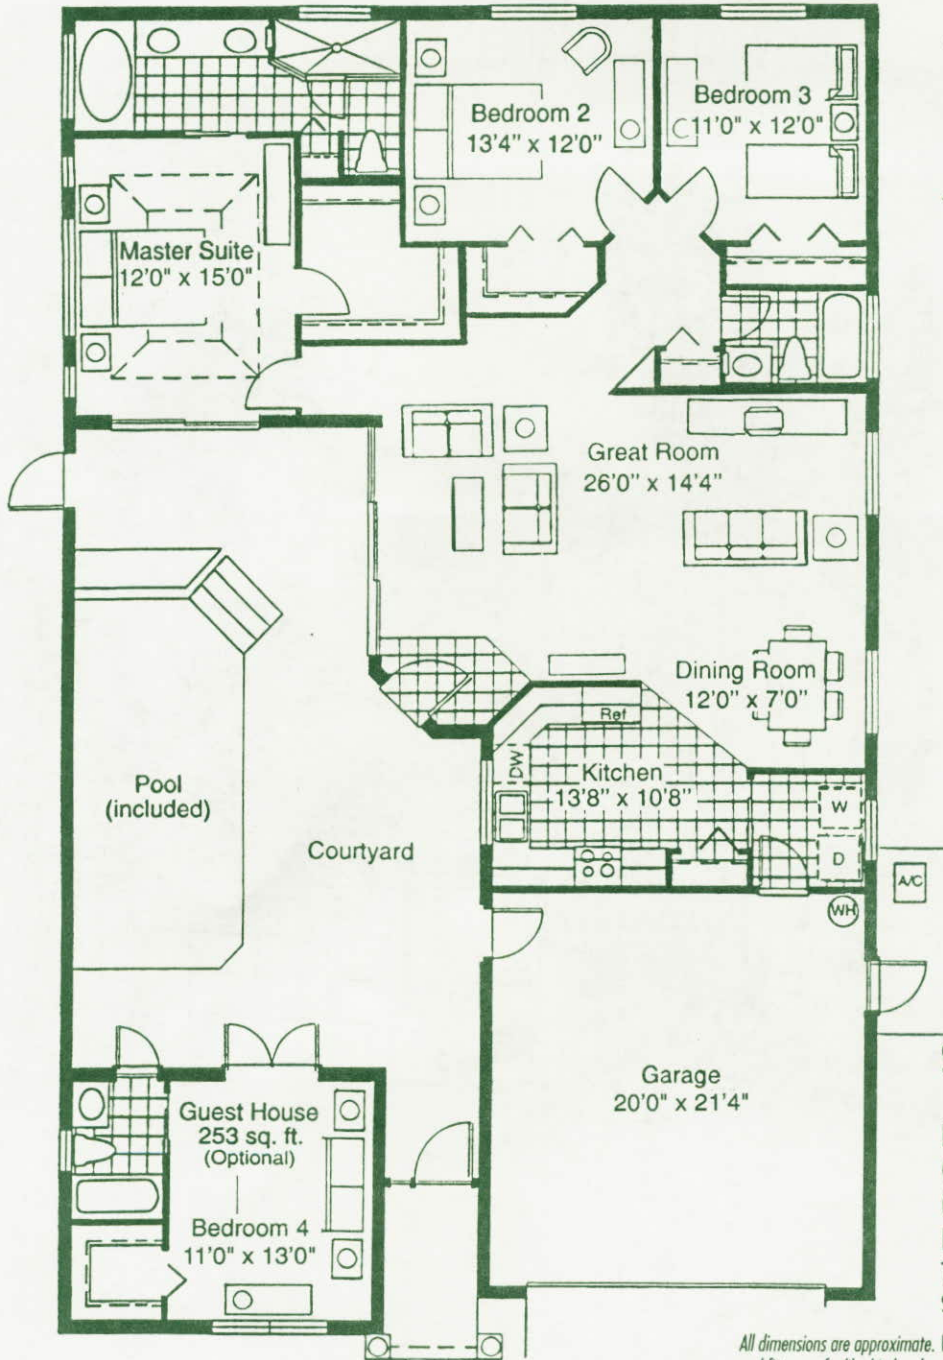 Bedroom 2
13'4" x 12'0"
Bedroom 3
11'0" x 12'0"
Master Suite
12'0" x 15'0"
Great Room
26'0" x 14'4"
Dining Room
12'0" x 7'0"
Ref
DW
Kitchen
13'8" x 10'8"
W
D
A/C
WH
Pool
(included)
Courtyard
Garage
20'0" x 21'4"
Guest House
253 sq. ft.
(Optional)
Bedroom 4
11'0" x 13'0"
All dimensions are approximate.